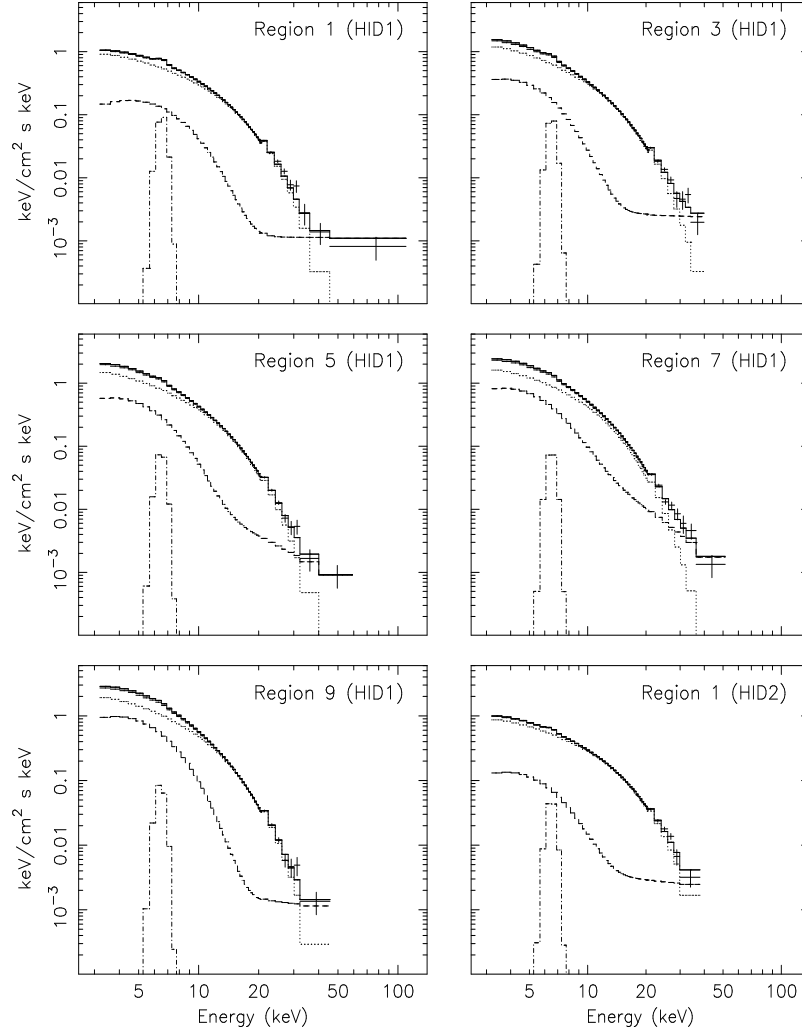 Region 1 (HID1)
Region 3 (HID1)
1
0.1
0.01
10⁻³
keV/cm² s keV
Region 5 (HID1)
Region 7 (HID1)
1
0.1
0.01
10⁻³
keV/cm² s keV
Region 9 (HID1)
Region 1 (HID2)
1
0.1
0.01
10⁻³
keV/cm² s keV
5 10 20 50 100
5 10 20 50 100
Energy (keV)
Energy (keV)